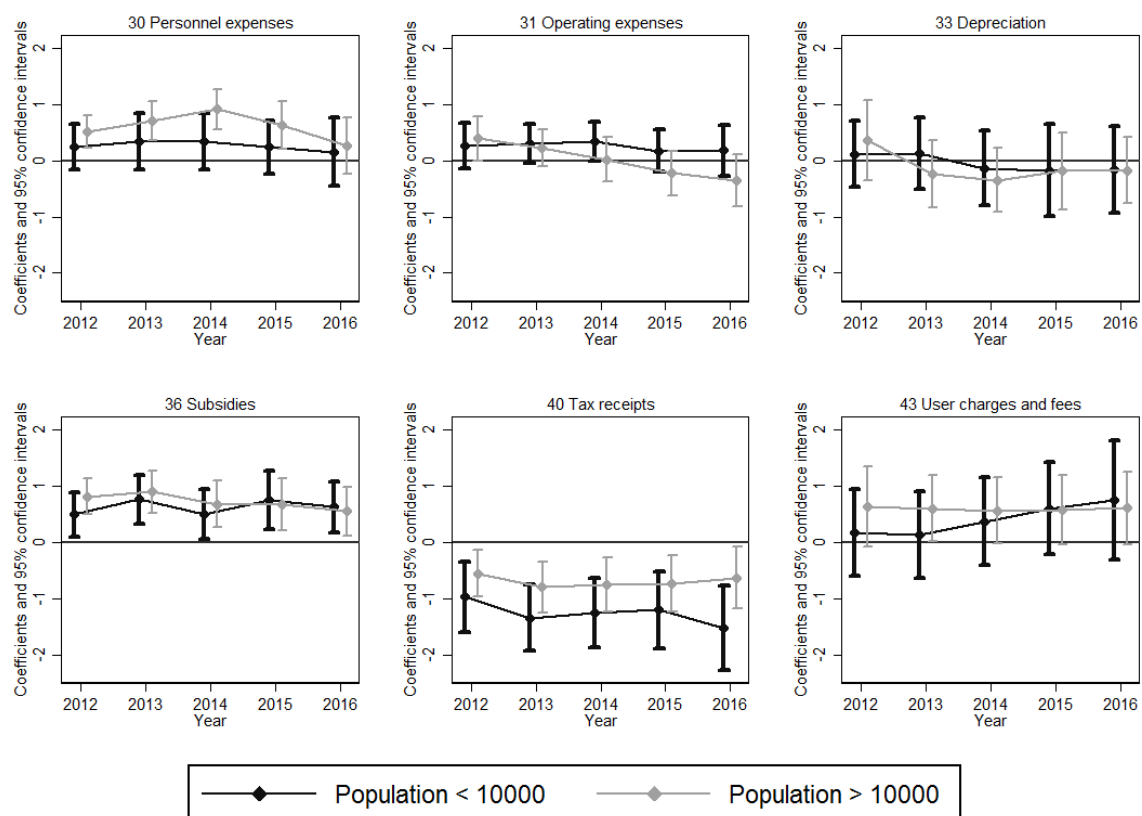 30 Personnel expenses
Coefficients and 95% confidence intervals
2
1
0
-1
-2
2012 2013 2014 2015 2016
Year
31 Operating expenses
Coefficients and 95% confidence intervals
2
1
0
-1
-2
2012 2013 2014 2015 2016
Year
33 Depreciation
Coefficients and 95% confidence intervals
2
1
0
-1
-2
2012 2013 2014 2015 2016
Year
36 Subsidies
Coefficients and 95% confidence intervals
2
1
0
-1
-2
2012 2013 2014 2015 2016
Year
40 Tax receipts
Coefficients and 95% confidence intervals
2
1
0
-1
-2
2012 2013 2014 2015 2016
Year
43 User charges and fees
Coefficients and 95% confidence intervals
2
1
0
-1
-2
2012 2013 2014 2015 2016
Year
Population < 10000 Population > 10000